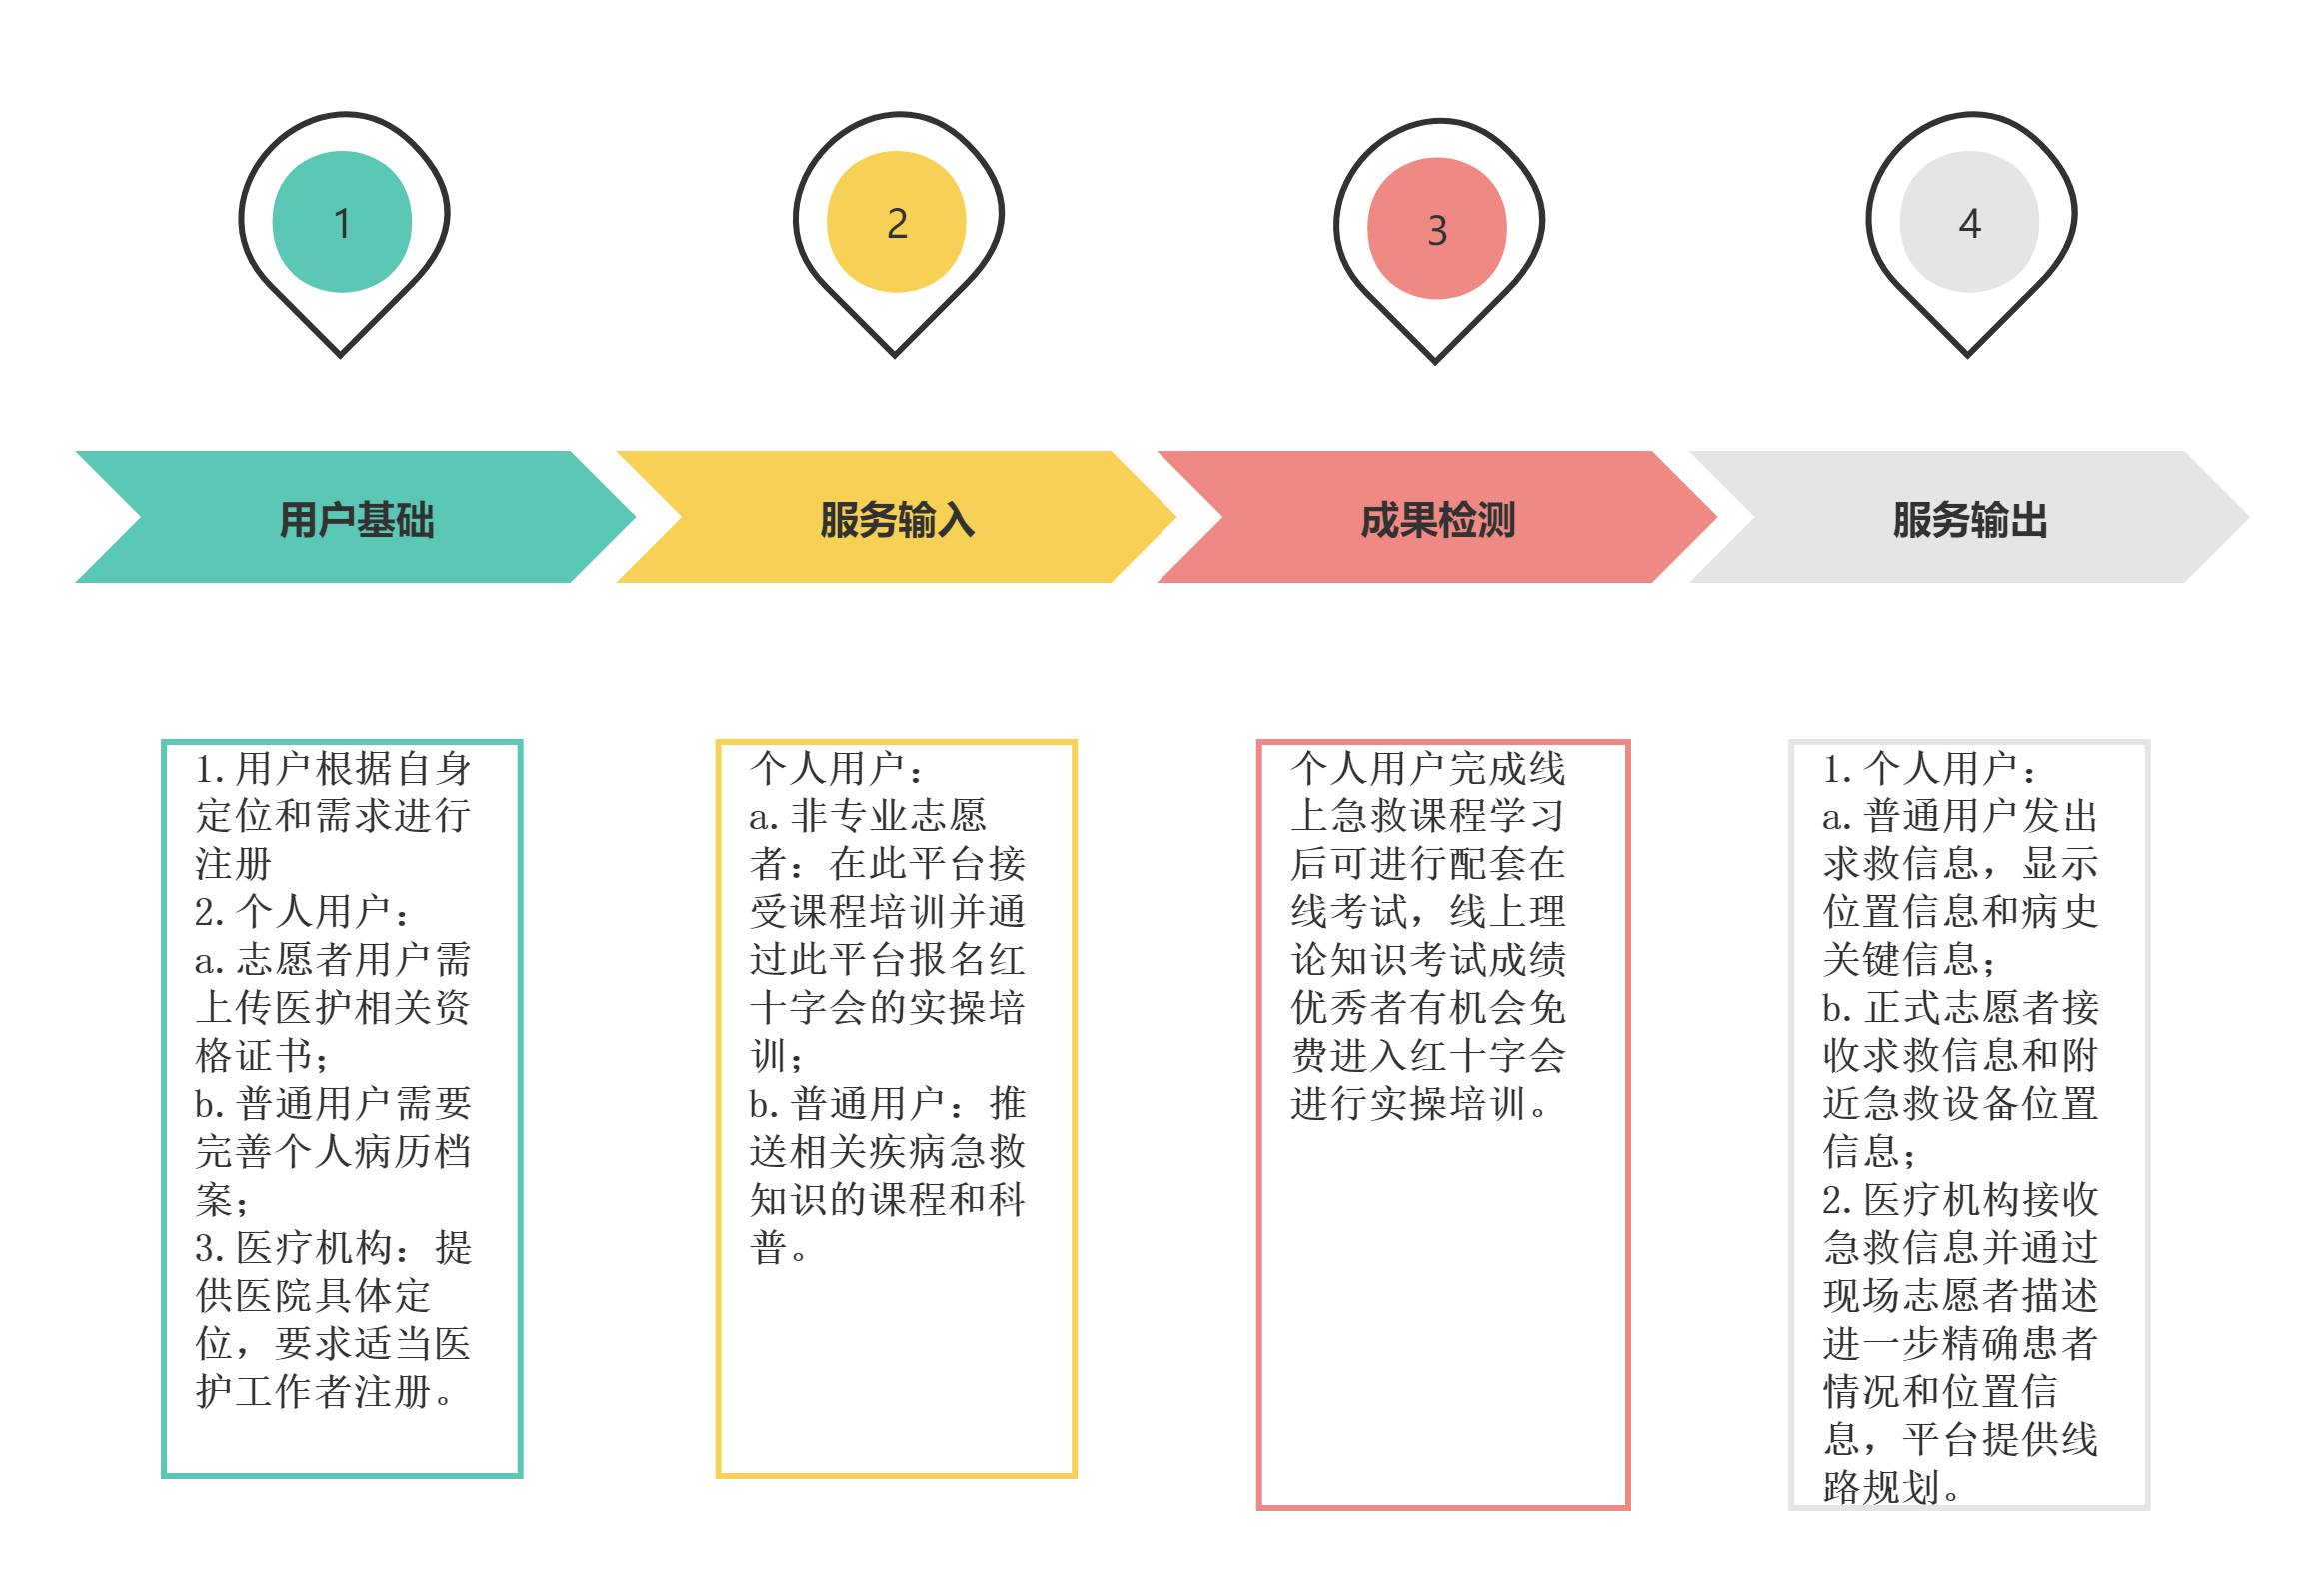 1
2
3
4
用户基础
服务输入
成果检测
服务输出
1.用户根据自身
定位和需求进行
注册
2.个人用户：
a.志愿者用户需
上传医护相关资
格证书；
b.普通用户需要
完善个人病历档
案；
3.医疗机构：提
供医院具体定
位，要求适当医
护工作者注册。
个人用户：
a.非专业志愿
者：在此平台接
受课程培训并通
过此平台报名红
十字会的实操培
训；
b.普通用户：推
送相关疾病急救
知识的课程和科
普。
个人用户完成线
上急救课程学习
后可进行配套在
线考试，线上理
论知识考试成绩
优秀者有机会免
费进入红十字会
进行实操培训。
1.个人用户：
a.普通用户发出
求救信息，显示
位置信息和病史
关键信息；
b.正式志愿者接
收求救信息和附
近急救设备位置
信息；
2.医疗机构接收
急救信息并通过
现场志愿者描述
进一步精确患者
情况和位置信
息，平台提供线
路规划。